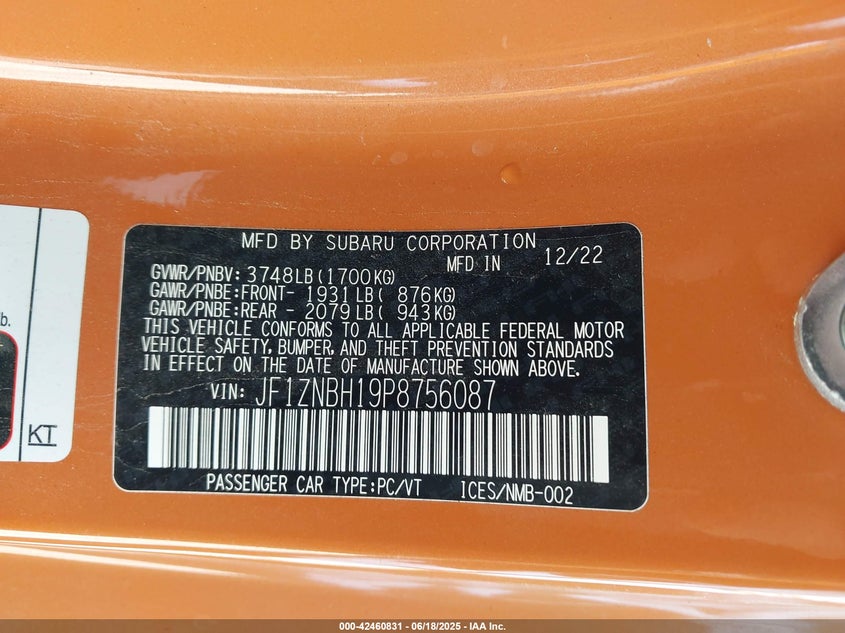 MFD BY SUBARU CORPORATION
MFD IN 12/22
GVWR/PNBV: 3748LB(1700KG)
GAWR/PNBE:FRONT- 1931LB( 876KG)
GAWR/PNBE:REAR - 2079LB( 943KG)
THIS VEHICLE CONFORMS TO ALL APPLICABLE FEDERAL MOTOR
VEHICLE SAFETY, BUMPER, AND THEFT PREVENTION STANDARDS
IN EFFECT ON THE DATE OF MANUFACTURE SHOWN ABOVE.
VIN: JF1ZNBH19P8756087
PASSENGER CAR TYPE:PC/VT ICES/NMB-002
b.
KT
000-42460831 - 06/18/2025 - IAA Inc.